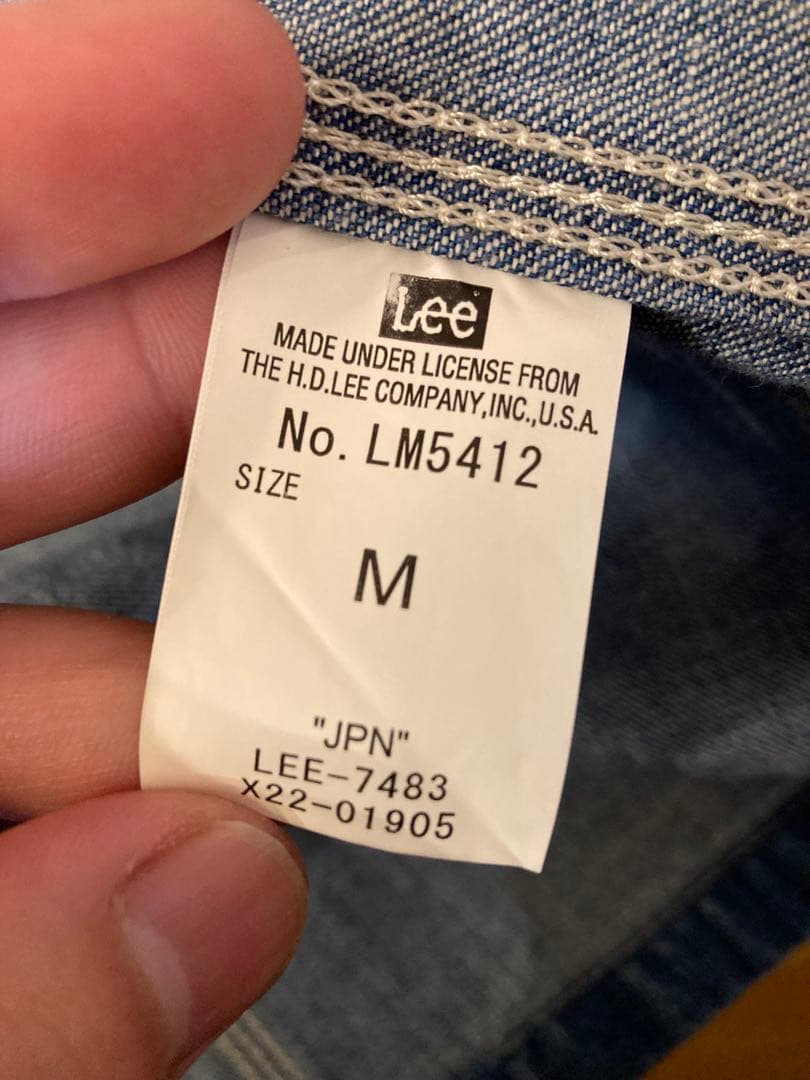 Lee
MADE UNDER LICENSE FROM
THE H.D.LEE COMPANY,INC.,U.S.A.
No. LM5412
SIZE
M
"JPN"
LEE-7483
X22-01905